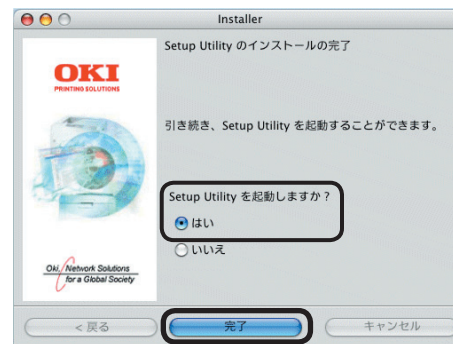 Installer
OKI
PRINTING SOLUTIONS
Oki, Network Solutions
for a Global Society
Setup Utility のインストールの完了
引き続き、Setup Utility を起動することができます。
Setup Utility を起動しますか？
はい
いいえ
< 戻る
完了
キャンセル